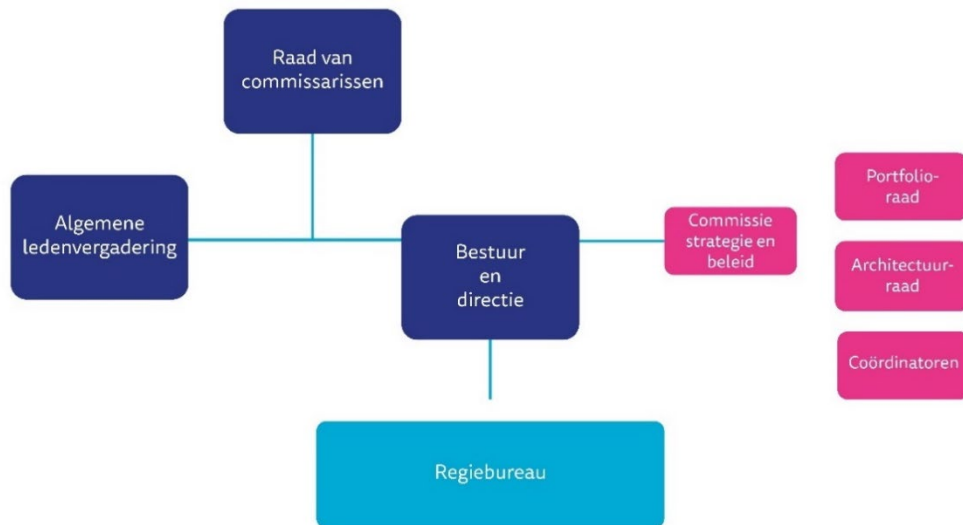 Raad van
commissarissen
Algemene
ledenvergadering
Bestuur
en
directie
Commissie
strategie en
beleid
Portfolio-
raad
Architectuur-
raad
Coördinatoren
Regiebureau